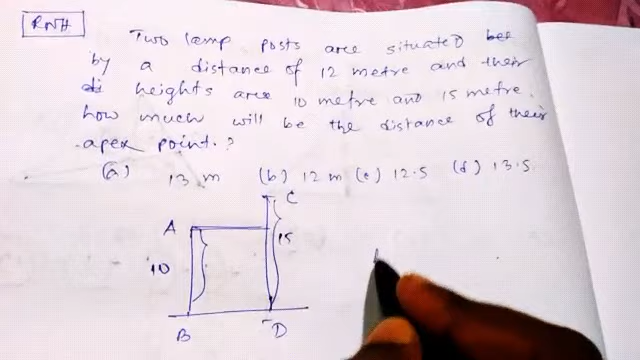 RNH
Two lamp posts are situated
by a distance of 12 metre and their
heights are 10 metre and 15 metre.
how much will be the distance of their
apex point.?
(a) 13 m (b) 12 m (c) 12.5 (d) 13.5
C
A
15
10
B
D